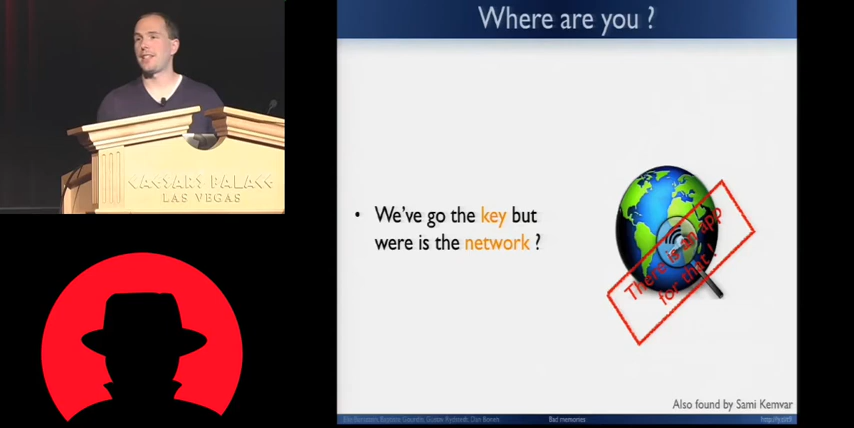 Where are you ?
CAESARS PALACE
LAS VEGAS
• We've go the key but
were is the network ?
There is an app
for that !
Also found by Sami Kemvar
Bad memories